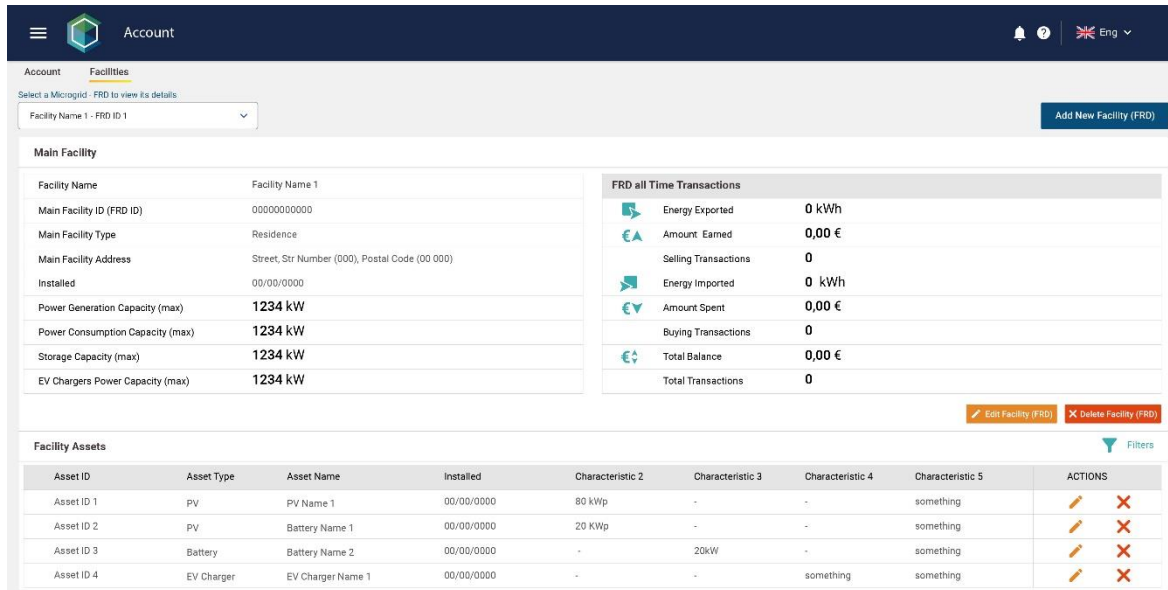 Account
Eng
Account Facilities
Select a Microgrid - FRD to view its details
Facility Name 1 - FRD ID 1
Add New Facility (FRD)
Main Facility
Facility Name Facility Name 1
Main Facility ID (FRD ID) 00000000000
Main Facility Type Residence
Main Facility Address Street, Str Number (000), Postal Code (00 000)
Installed 00/00/0000
Power Generation Capacity (max) 1234 kW
Power Consumption Capacity (max) 1234 kW
Storage Capacity (max) 1234 kW
EV Chargers Power Capacity (max) 1234 kW
FRD all Time Transactions
Energy Exported 0 kWh
€ Amount Earned 0,00 €
Selling Transactions 0
Energy Imported 0 kWh
€ Amount Spent 0,00 €
Buying Transactions 0
€ Total Balance 0,00 €
Total Transactions 0
Edit Facility (FRD) Delete Facility (FRD)
Facility Assets Filters
Asset ID Asset Type Asset Name Installed Characteristic 2 Characteristic 3 Characteristic 4 Characteristic 5 ACTIONS
Asset ID 1 PV PV Name 1 00/00/0000 80 kWp - - something
Asset ID 2 PV Battery Name 1 00/00/0000 20 KWp - - something
Asset ID 3 Battery Battery Name 2 00/00/0000 - 20kW - something
Asset ID 4 EV Charger EV Charger Name 1 00/00/0000 - - something something